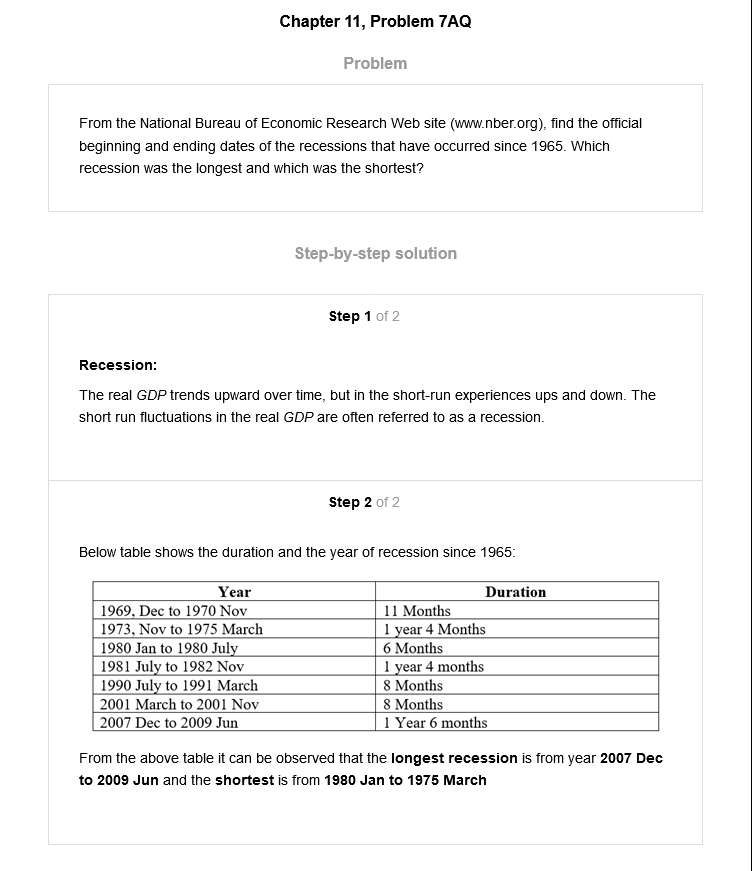 Chapter 11, Problem 7AQ
Problem
From the National Bureau of Economic Research Web site (www.nber.org), find the official
beginning and ending dates of the recessions that have occurred since 1965. Which
recession was the longest and which was the shortest?
Step-by-step solution
Step 1 of 2
Recession:
The real GDP trends upward over time, but in the short-run experiences ups and down. The
short run fluctuations in the real GDP are often referred to as a recession.
Step 2 of 2
Below table shows the duration and the year of recession since 1965:
Year Duration
1969, Dec to 1970 Nov 11 Months
1973, Nov to 1975 March 1 year 4 Months
1980 Jan to 1980 July 6 Months
1981 July to 1982 Nov 1 year 4 months
1990 July to 1991 March 8 Months
2001 March to 2001 Nov 8 Months
2007 Dec to 2009 Jun 1 Year 6 months
From the above table it can be observed that the longest recession is from year 2007 Dec
to 2009 Jun and the shortest is from 1980 Jan to 1975 March